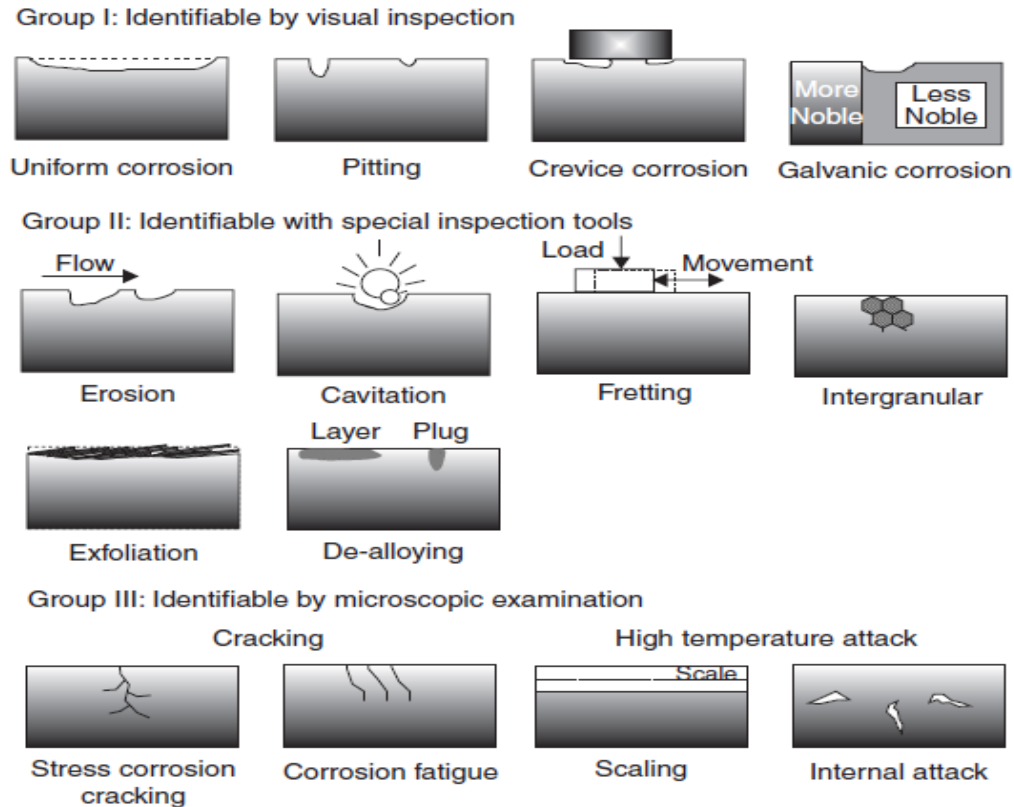 Group I: Identifiable by visual inspection
More
Noble
Less
Noble
Uniform corrosion
Pitting
Crevice corrosion
Galvanic corrosion
Group II: Identifiable with special inspection tools
Flow
Load
Movement
Erosion
Cavitation
Fretting
Intergranular
Layer
Plug
Exfoliation
De-alloying
Group III: Identifiable by microscopic examination
Cracking
High temperature attack
Scale
Stress corrosion
cracking
Corrosion fatigue
Scaling
Internal attack